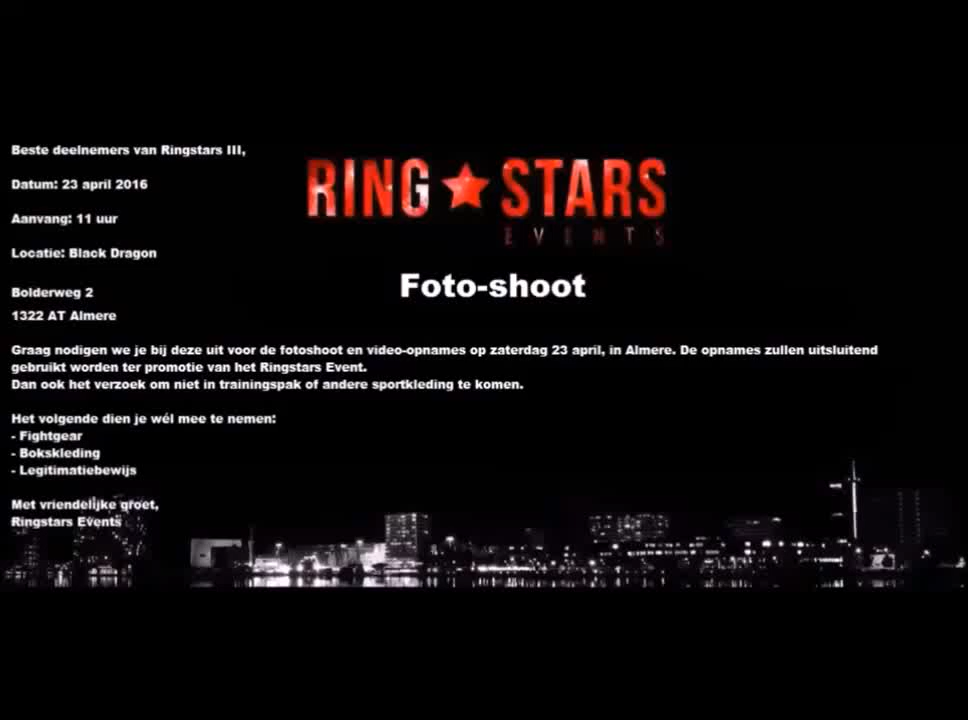 Beste deelnemers van Ringstars III,
RING STARS
Datum: 23 april 2016
Aanvang: 11 uur
EVENTS
Locatie: Black Dragon
Foto-shoot
Bolderweg 2
1322 AT Almere
Graag nodigen we je bij deze uit voor de fotoshoot en video-opnames op zaterdag 23 april, in Almere. De opnames zullen uitsluitend
gebruikt worden ter promotie van het Ringstars Event.
Dan ook het verzoek om niet in trainingspak of andere sportkleding te komen.
Het volgende dien je wél mee te nemen:
- Fightgear
- Bokskleding
- Legitimatiebewijs
Met vriendelijke groet,
Ringstars Events